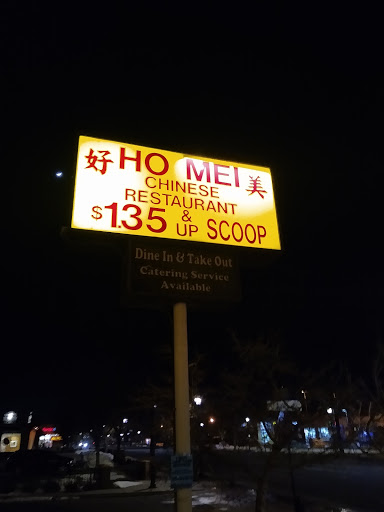 好 HO MEI 美
CHINESE
RESTAURANT
$1.35 & UP SCOOP
Dine In & Take Out
Catering Service
Available